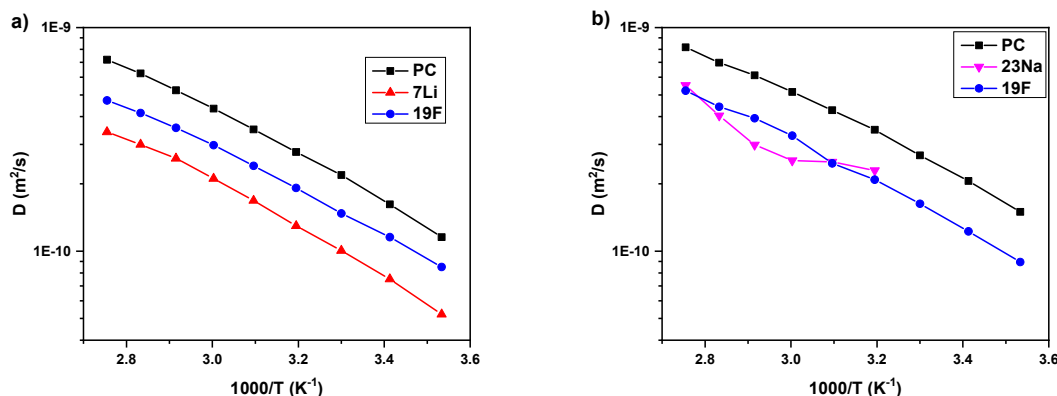 a)
1E-9
1E-10
D (m²/s)
PC
7Li
19F
2.8 3.0 3.2 3.4 3.6
1000/T (K⁻¹)
b)
1E-9
1E-10
D (m²/s)
PC
23Na
19F
2.8 3.0 3.2 3.4 3.6
1000/T (K⁻¹)